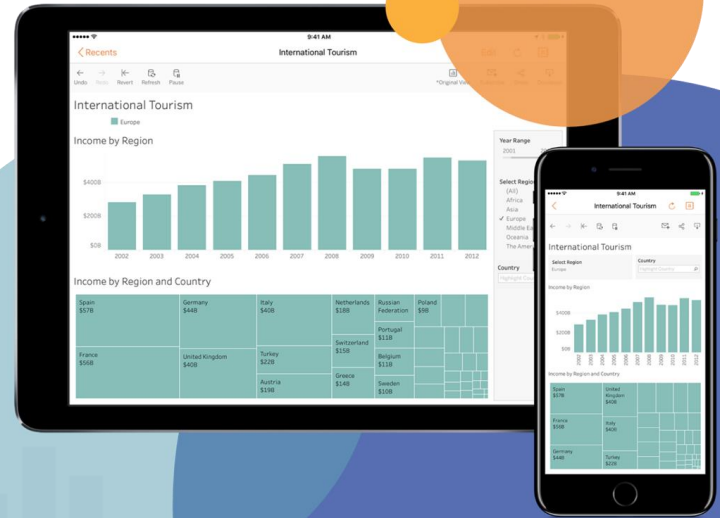 9:41 AM
Recents
International Tourism
Undo
Revert
Refresh
Pause
International Tourism
Europe
Income by Region
$400B
$200B
$0B
2002 2003 2004 2005 2006 2007 2008 2009 2010 2011 2012
Year Range
2001
Select Region
(All)
Africa
Asia
✓ Europe
Middle Ea
Oceania
The Amer
Country
Income by Region and Country
Spain
$57B
France
$56B
Germany
$44B
United Kingdom
$40B
Italy
$40B
Turkey
$22B
Austria
$19B
Netherlands
$18B
Switzerland
$15B
Greece
$14B
Russian
Federation
Portugal
$11B
Belgium
$11B
Sweden
$10B
Poland
$9B
9:41 AM
International Tourism
International Tourism
Select Region
Europe
Country
Highlight Country
Income by Region
$400B
$200B
$0B
2002 2003 2004 2005 2006 2007 2008 2009 2010 2011 2012
Income by Region and Country
Spain
$57B
France
$56B
Germany
$44B
United
Kingdom
$40B
Italy
$40B
Turkey
$22B